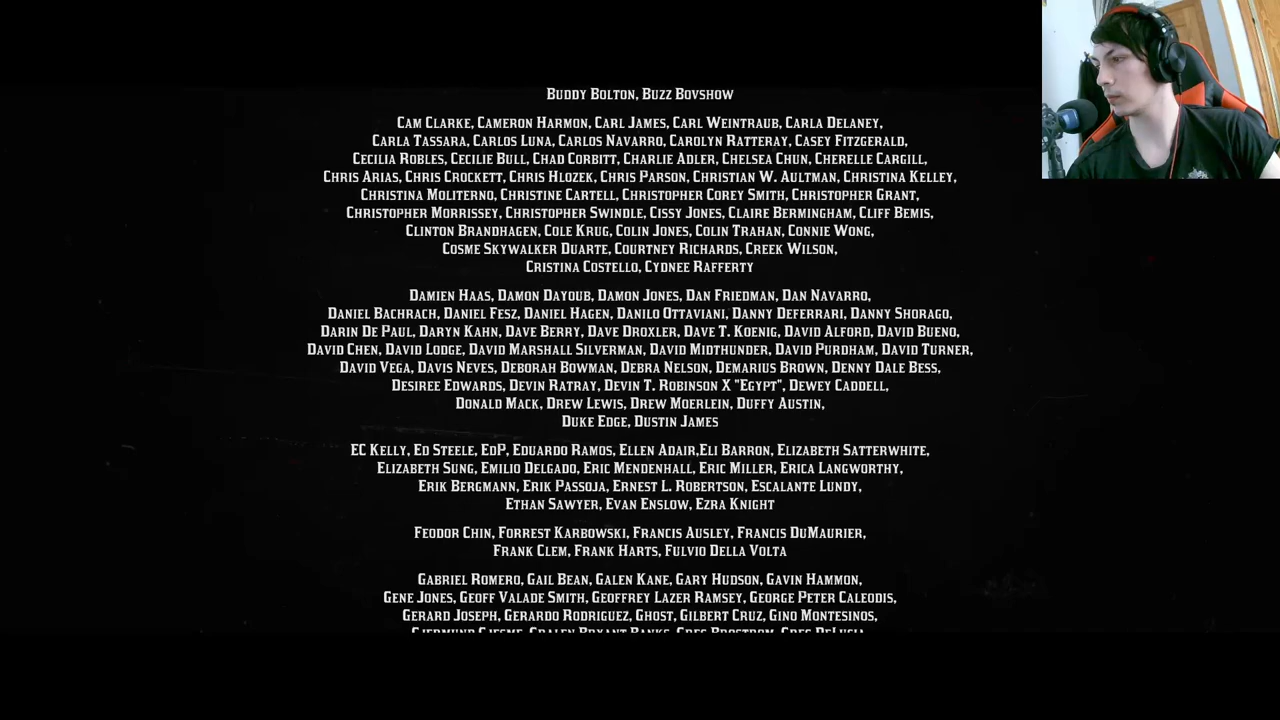 Buddy Bolton, Buzz Bovshow
Cam Clarke, Cameron Harmon, Carl James, Carl Weintraub, Carla Delaney,
Carla Tassara, Carlos Luna, Carlos Navarro, Carolyn Ratteray, Casey Fitzgerald,
Cecilia Robles, Cecilie Bull, Chad Corbitt, Charlie Adler, Chelsea Chun, Cherelle Cargill,
Chris Arias, Chris Crockett, Chris Hlozek, Chris Parson, Christian W. Aultman, Christina Kelley,
Christina Moliterno, Christine Cartell, Christopher Corey Smith, Christopher Grant,
Christopher Morrissey, Christopher Swindle, Cissy Jones, Claire Bermingham, Cliff Bemis,
Clinton Brandhagen, Cole Krug, Colin Jones, Colin Trahan, Connie Wong,
Cosme Skywalker Duarte, Courtney Richards, Creek Wilson,
Cristina Costello, Cydnee Rafferty
Damien Haas, Damon Dayoub, Damon Jones, Dan Friedman, Dan Navarro,
Daniel Bachrach, Daniel Fesz, Daniel Hagen, Danilo Ottaviani, Danny Deferrari, Danny Shorago,
Darin De Paul, Daryn Kahn, Dave Berry, Dave Droxler, Dave T. Koenig, David Alford, David Bueno,
David Chen, David Lodge, David Marshall Silverman, David Midthunder, David Purdham, David Turner,
David Vega, Davis Neves, Deborah Bowman, Debra Nelson, Demarius Brown, Denny Dale Bess,
Desiree Edwards, Devin Ratray, Devin T. Robinson X "Egypt", Dewey Caddell,
Donald Mack, Drew Lewis, Drew Moerlein, Duffy Austin,
Duke Edge, Dustin James
EC Kelly, Ed Steele, EdP, Eduardo Ramos, Ellen Adair,Eli Barron, Elizabeth Satterwhite,
Elizabeth Sung, Emilio Delgado, Eric Mendenhall, Eric Miller, Erica Langworthy,
Erik Bergmann, Erik Passoja, Ernest L. Robertson, Escalante Lundy,
Ethan Sawyer, Evan Enslow, Ezra Knight
Feodor Chin, Forrest Karbowski, Francis Ausley, Francis DuMaurier,
Frank Clem, Frank Harts, Fulvio Della Volta
Gabriel Romero, Gail Bean, Galen Kane, Gary Hudson, Gavin Hammon,
Gene Jones, Geoff Valade Smith, Geoffrey Lazer Ramsey, George Peter Caleodis,
Gerard Joseph, Gerardo Rodriguez, Ghost, Gilbert Cruz, Gino Montesinos,